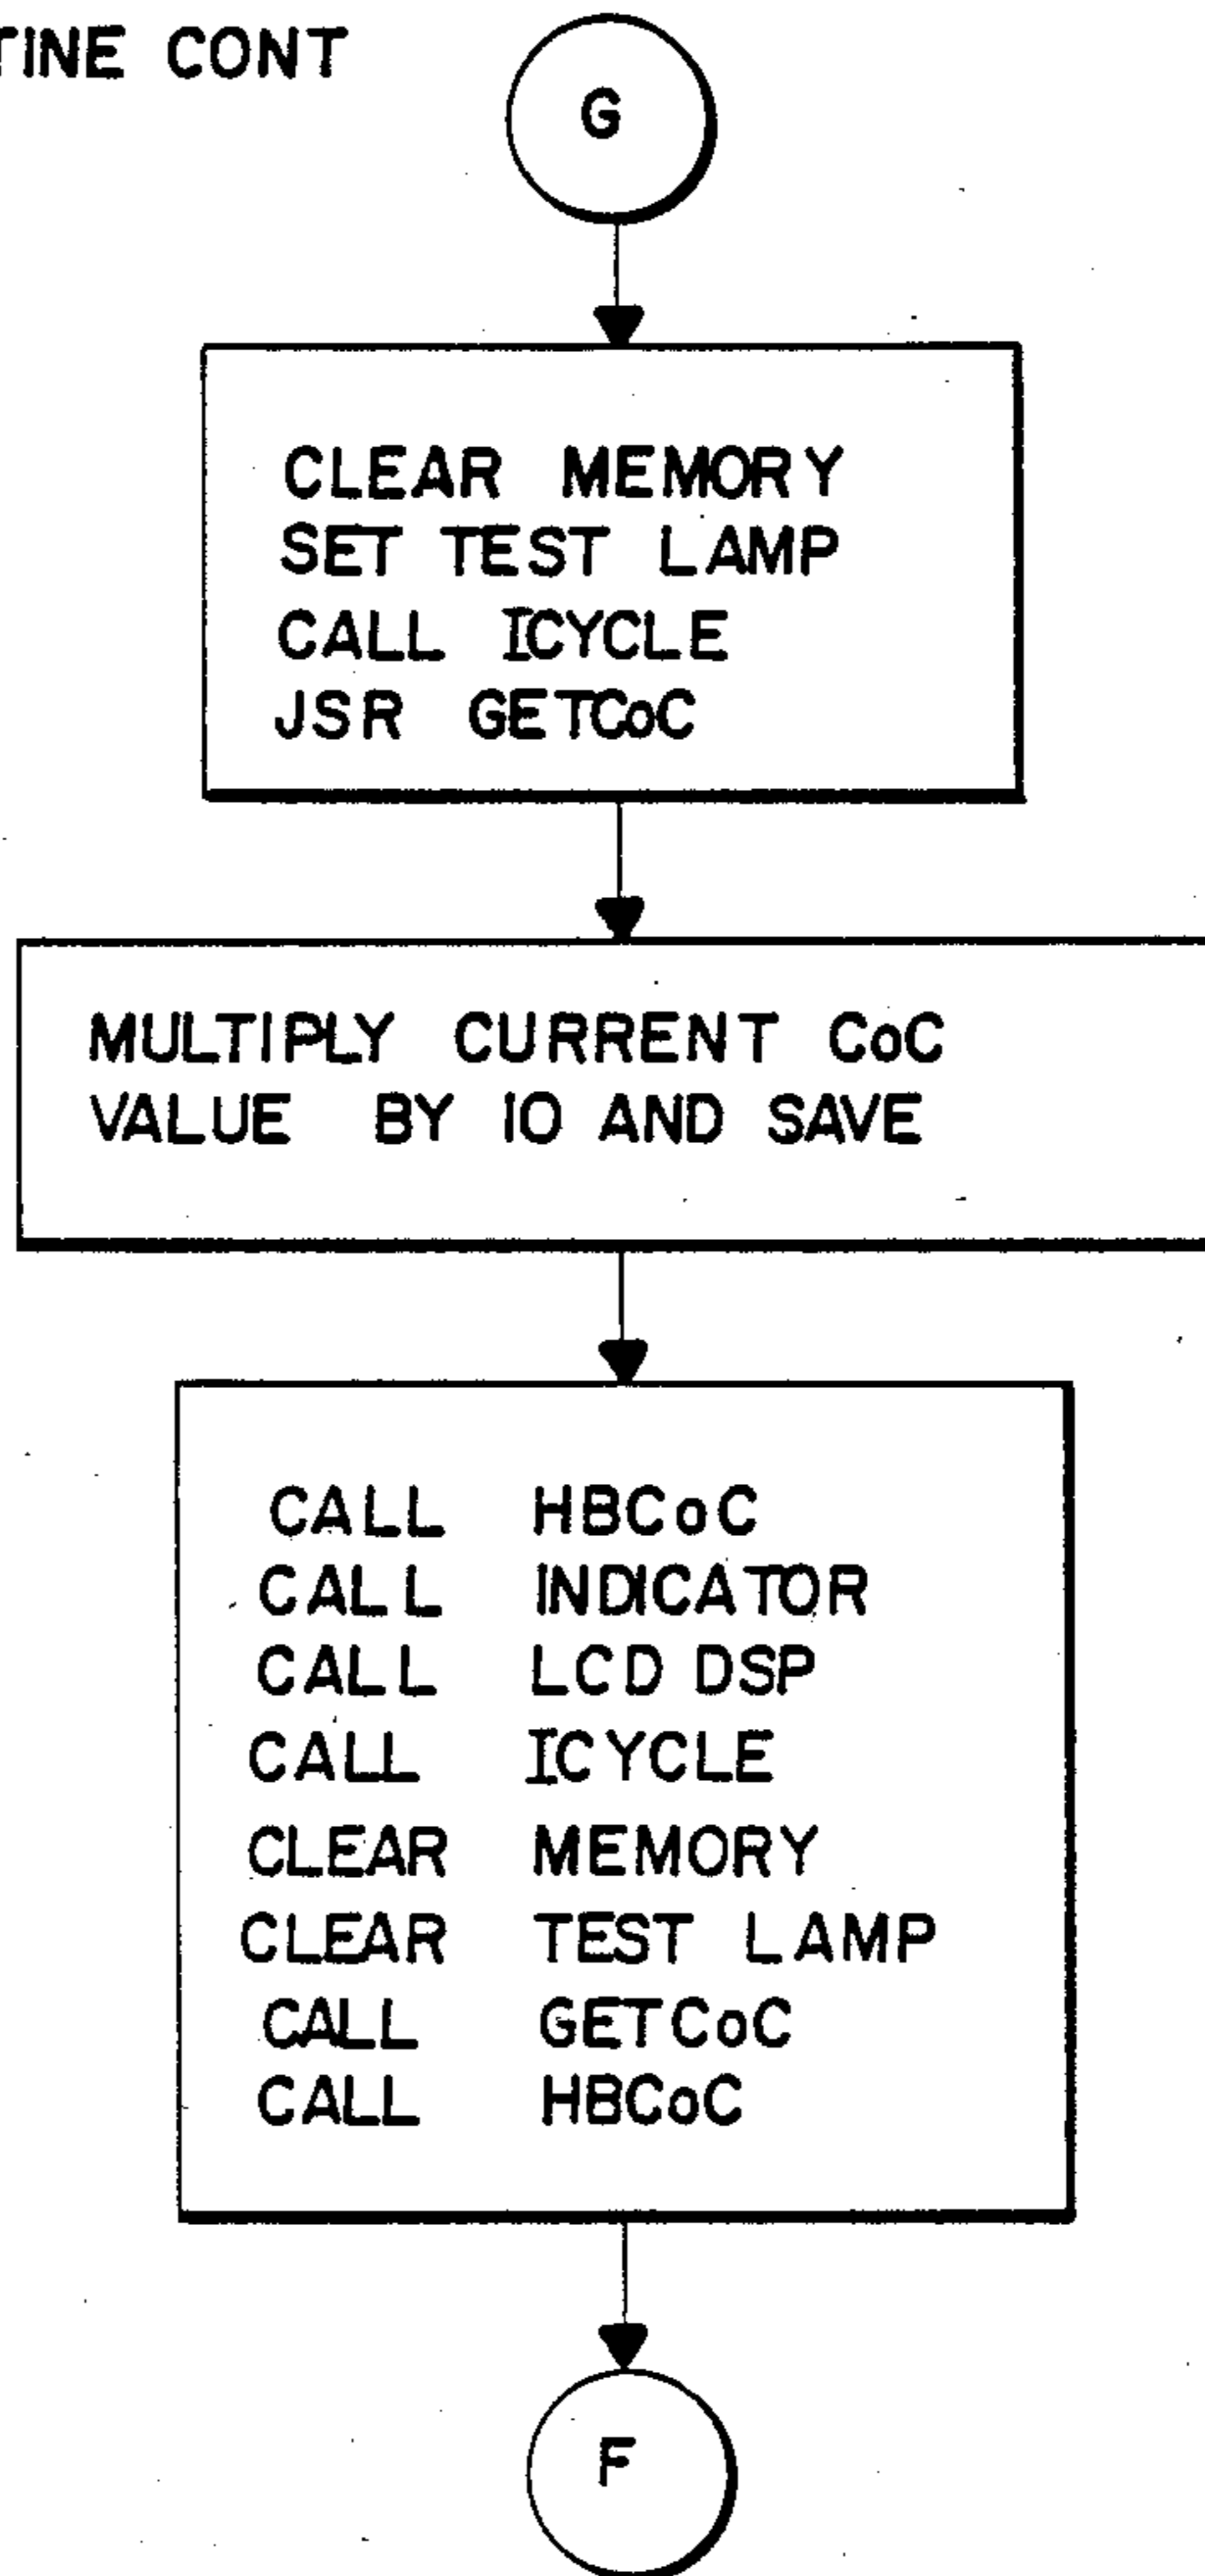 TINE CONT
G
CLEAR MEMORY
SET TEST LAMP
CALL ICYCLE
JSR GETCoC
MULTIPLY CURRENT CoC
VALUE BY 10 AND SAVE
CALL HBCoC
CALL INDICATOR
CALL LCD DSP
CALL ICYCLE
CLEAR MEMORY
CLEAR TEST LAMP
CALL GETCoC
CALL HBCoC
F